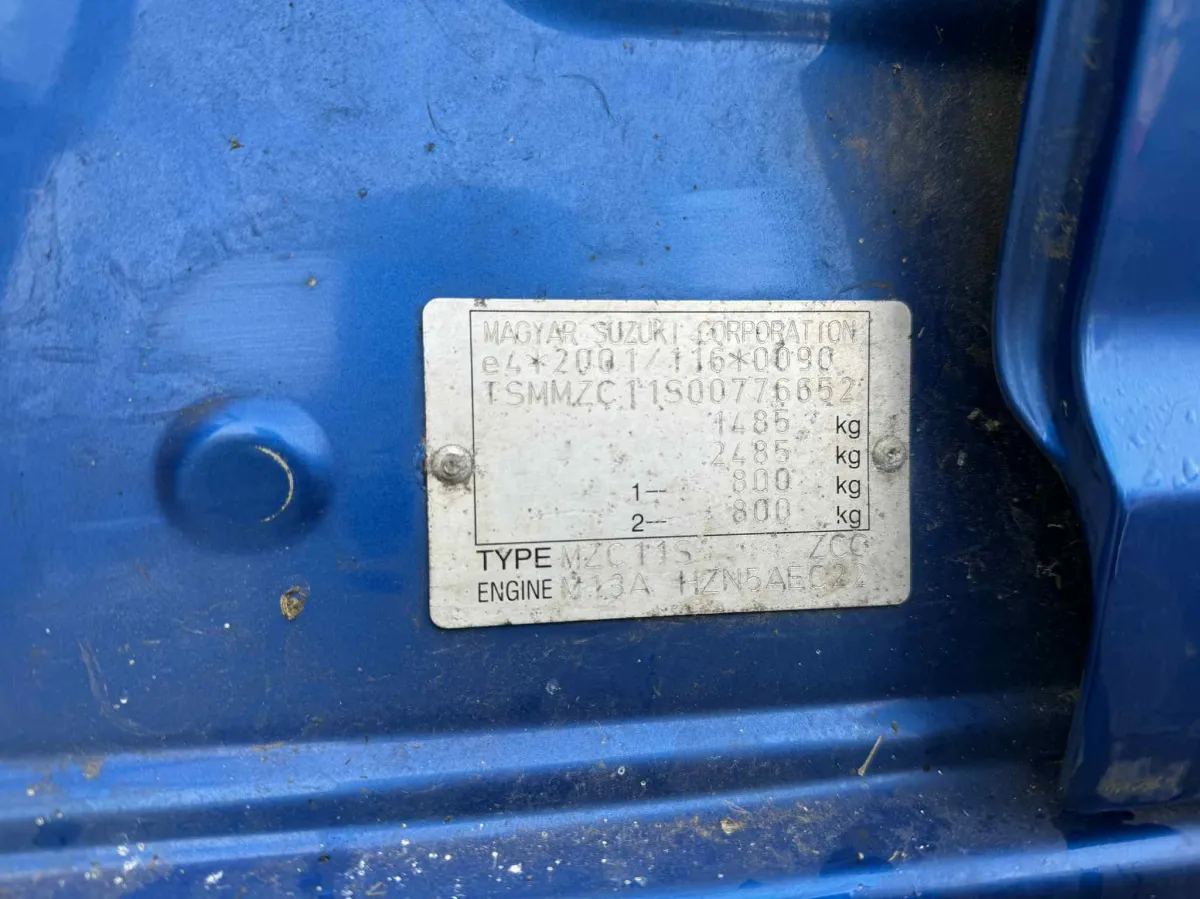 MAGYAR SUZUKI CORPORATION
e4*2001/116*0090
TSMMZC11S00776652
1485 kg
2485 kg
1-- 800 kg
2-- 800 kg
TYPE MZC11S
ENGINE M13A HZN5AEC22